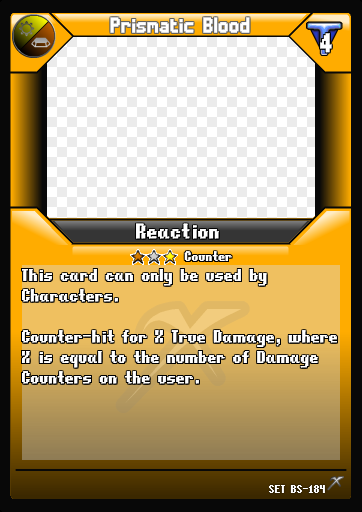 Prismatic Blood
4
Reaction
Counter
This card can only be used by
Characters.
Counter-hit for X True Damage, where
X is equal to the number of Damage
Counters on the user.
SET BS-184